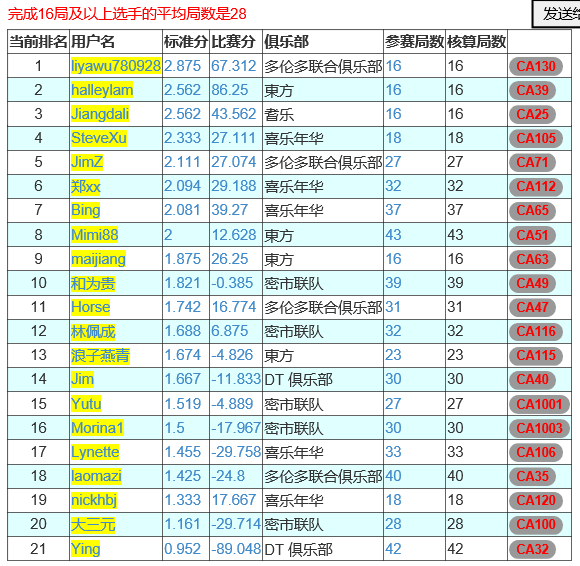 完成16局及以上选手的平均局数是28
发送给
当前排名 用户名 标准分 比赛分 俱乐部 参赛局数 核算局数
1 liyawu780928 2.875 67.312 多伦多联合俱乐部 16 16 CA130
2 halleylam 2.562 86.25 東方 16 16 CA39
3 Jiangdali 2.562 43.562 耆乐 16 16 CA25
4 SteveXu 2.333 27.111 喜乐年华 18 18 CA105
5 JimZ 2.111 27.074 多伦多联合俱乐部 27 27 CA71
6 郑xx 2.094 29.188 喜乐年华 32 32 CA112
7 Bing 2.081 39.27 喜乐年华 37 37 CA65
8 Mimi88 2 12.628 東方 43 43 CA51
9 maijiang 1.875 26.25 東方 16 16 CA63
10 和为贵 1.821 -0.385 密市联队 39 39 CA49
11 Horse 1.742 16.774 多伦多联合俱乐部 31 31 CA47
12 林佩成 1.688 6.875 密市联队 32 32 CA116
13 浪子燕青 1.674 -4.826 東方 23 23 CA115
14 Jim 1.667 -11.833 DT 俱乐部 30 30 CA40
15 Yutu 1.519 -4.889 密市联队 27 27 CA1001
16 Morina1 1.5 -17.967 密市联队 30 30 CA1003
17 Lynette 1.455 -29.758 喜乐年华 33 33 CA106
18 laomazi 1.425 -24.8 多伦多联合俱乐部 40 40 CA35
19 nickhbj 1.333 17.667 喜乐年华 18 18 CA120
20 大三元 1.161 -29.714 密市联队 28 28 CA100
21 Ying 0.952 -89.048 DT 俱乐部 42 42 CA32